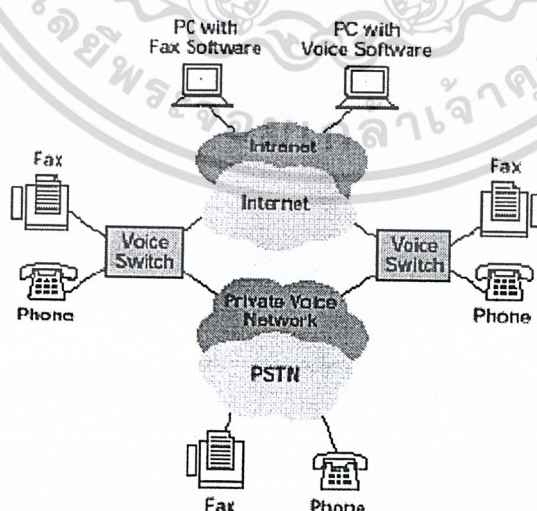 PC with
Fax Software
PC with
Voice Software
Intranet
Internet
Fax
Phone
Voice
Switch
Voice
Switch
Fax
Phone
Private Voice
Network
PSTN
Fax
Phone